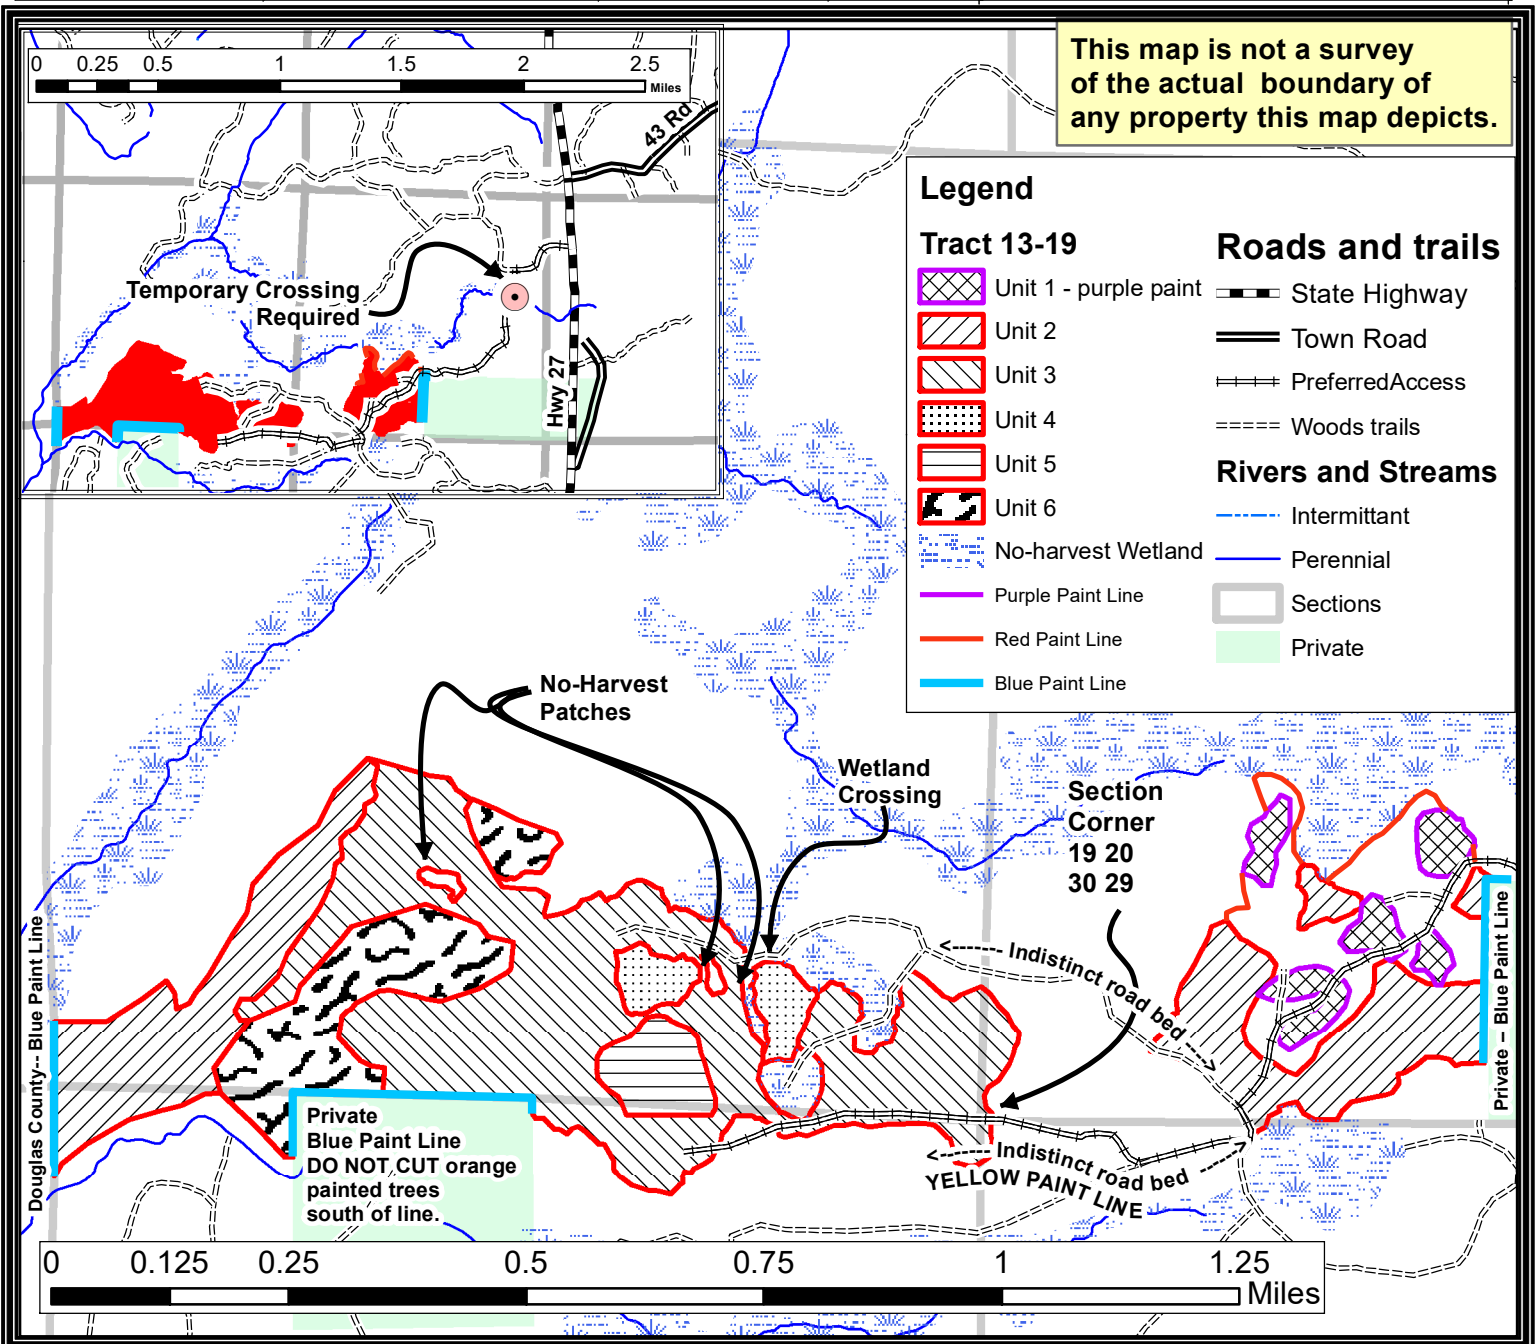 This map is not a survey
of the actual boundary of
any property this map depicts.
0 0.25 0.5 1 1.5 2 2.5
Miles
43 Rd
Temporary Crossing
Required
Hwy 27
Legend
Tract 13-19
Unit 1 - purple paint
Unit 2
Unit 3
Unit 4
Unit 5
Unit 6
No-harvest Wetland
Purple Paint Line
Red Paint Line
Blue Paint Line
Roads and trails
State Highway
Town Road
PreferredAccess
Woods trails
Rivers and Streams
Intermittant
Perennial
Sections
Private
No-Harvest
Patches
Wetland
Crossing
Section
Corner
19 20
30 29
Indistinct road bed
Douglas County-- Blue Paint Line
Private – Blue Paint Line
Private
Blue Paint Line
DO NOT CUT orange
painted trees
south of line.
Indistinct road bed
YELLOW PAINT LINE
0 0.125 0.25 0.5 0.75 1 1.25
Miles